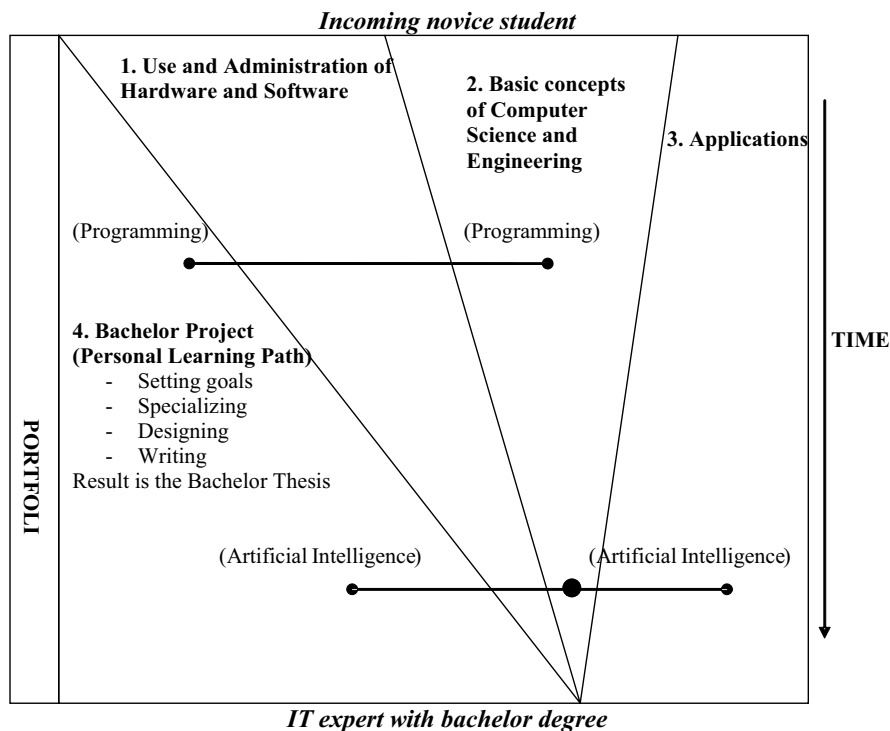 Incoming novice student
1. Use and Administration of
Hardware and Software
2. Basic concepts
of Computer
Science and
Engineering
3. Applications
(Programming)
(Programming)
4. Bachelor Project
(Personal Learning Path)
- Setting goals
- Specializing
- Designing
- Writing
Result is the Bachelor Thesis
TIME
PORTFOLI
(Artificial Intelligence)
(Artificial Intelligence)
IT expert with bachelor degree